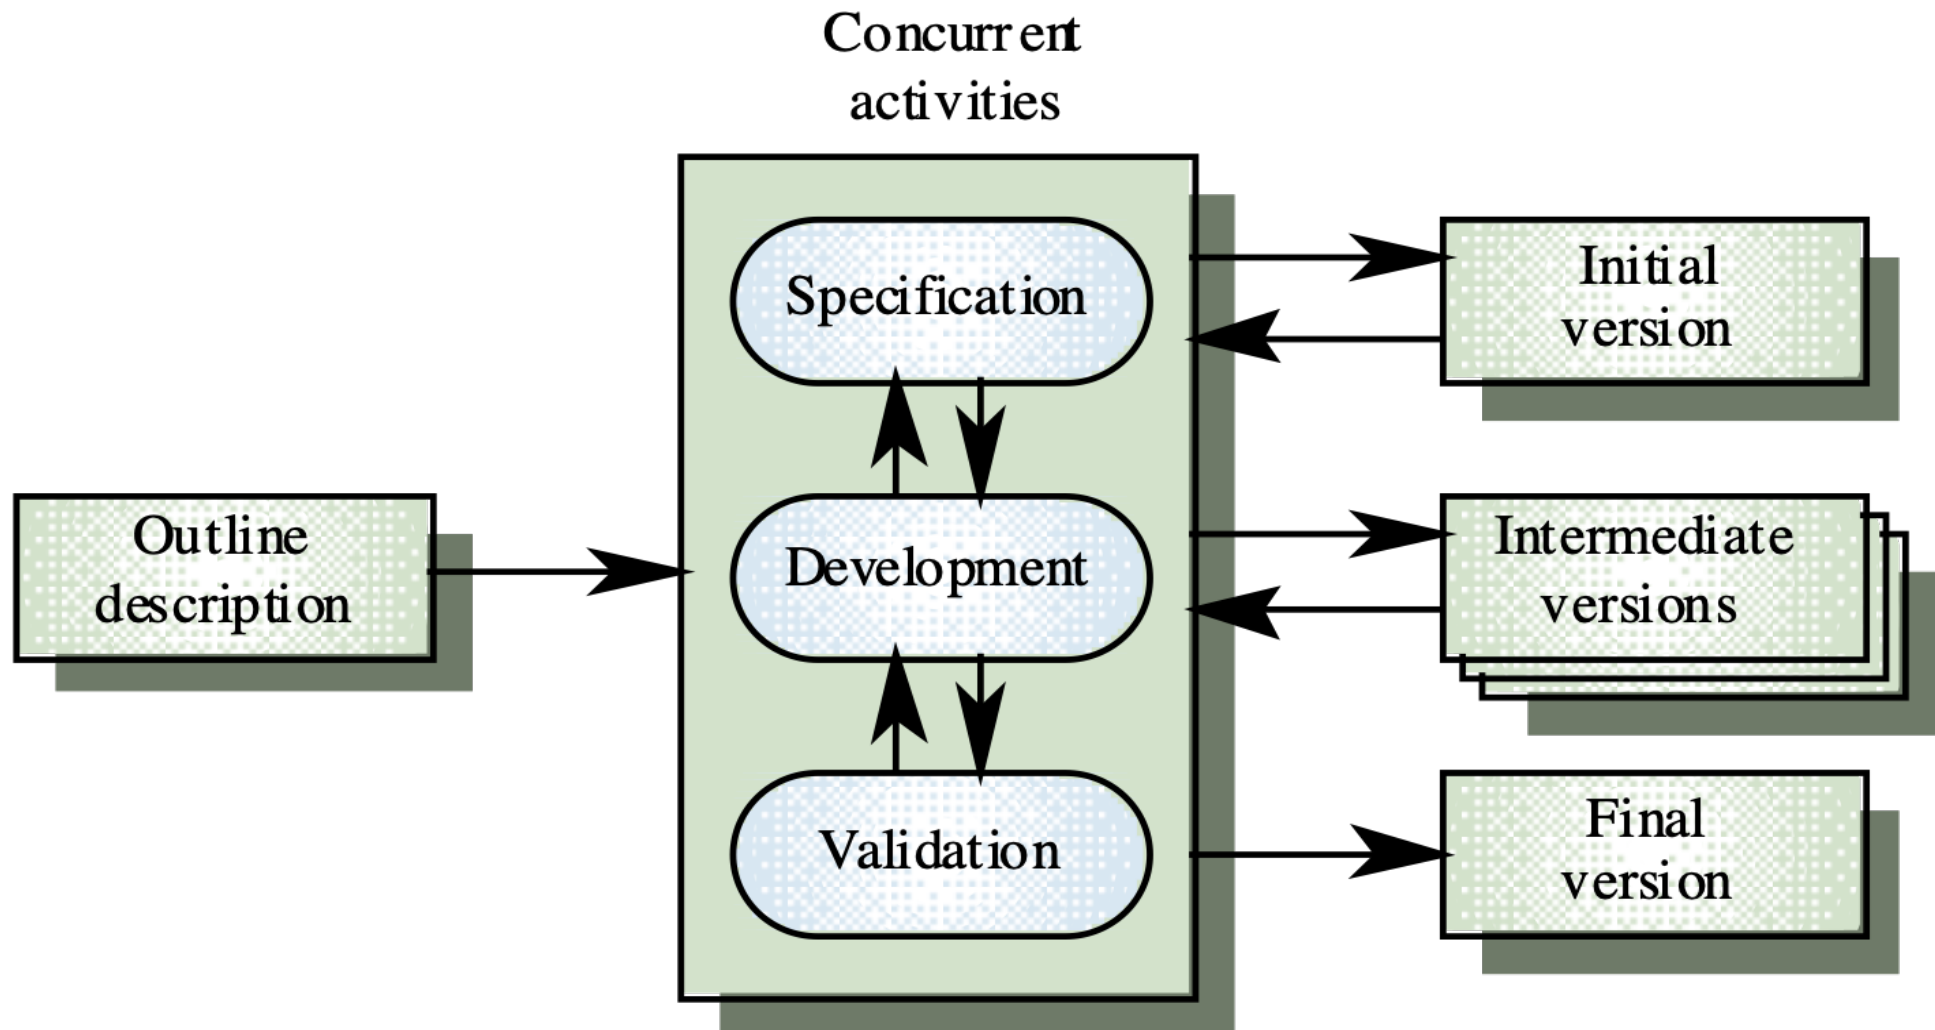 Concurrent
activities
Specification
Initial
version
Outline
description
Development
Intermediate
versions
Validation
Final
version